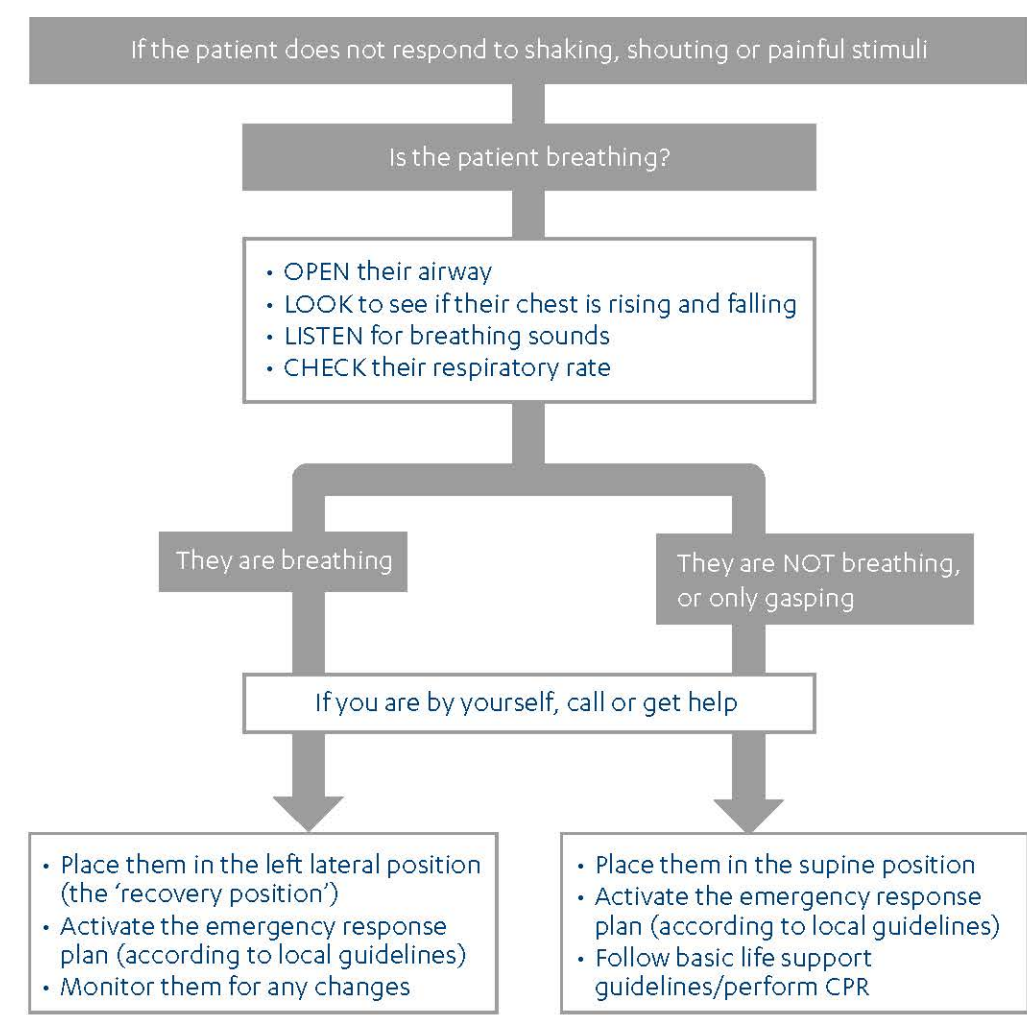 If the patient does not respond to shaking, shouting or painful stimuli
Is the patient breathing?
• OPEN their airway
• LOOK to see if their chest is rising and falling
• LISTEN for breathing sounds
• CHECK their respiratory rate
They are breathing
They are NOT breathing,
or only gasping
If you are by yourself, call or get help
• Place them in the left lateral position
(the ‘recovery position’)
• Activate the emergency response
plan (according to local guidelines)
• Monitor them for any changes
• Place them in the supine position
• Activate the emergency response
plan (according to local guidelines)
• Follow basic life support
guidelines/perform CPR